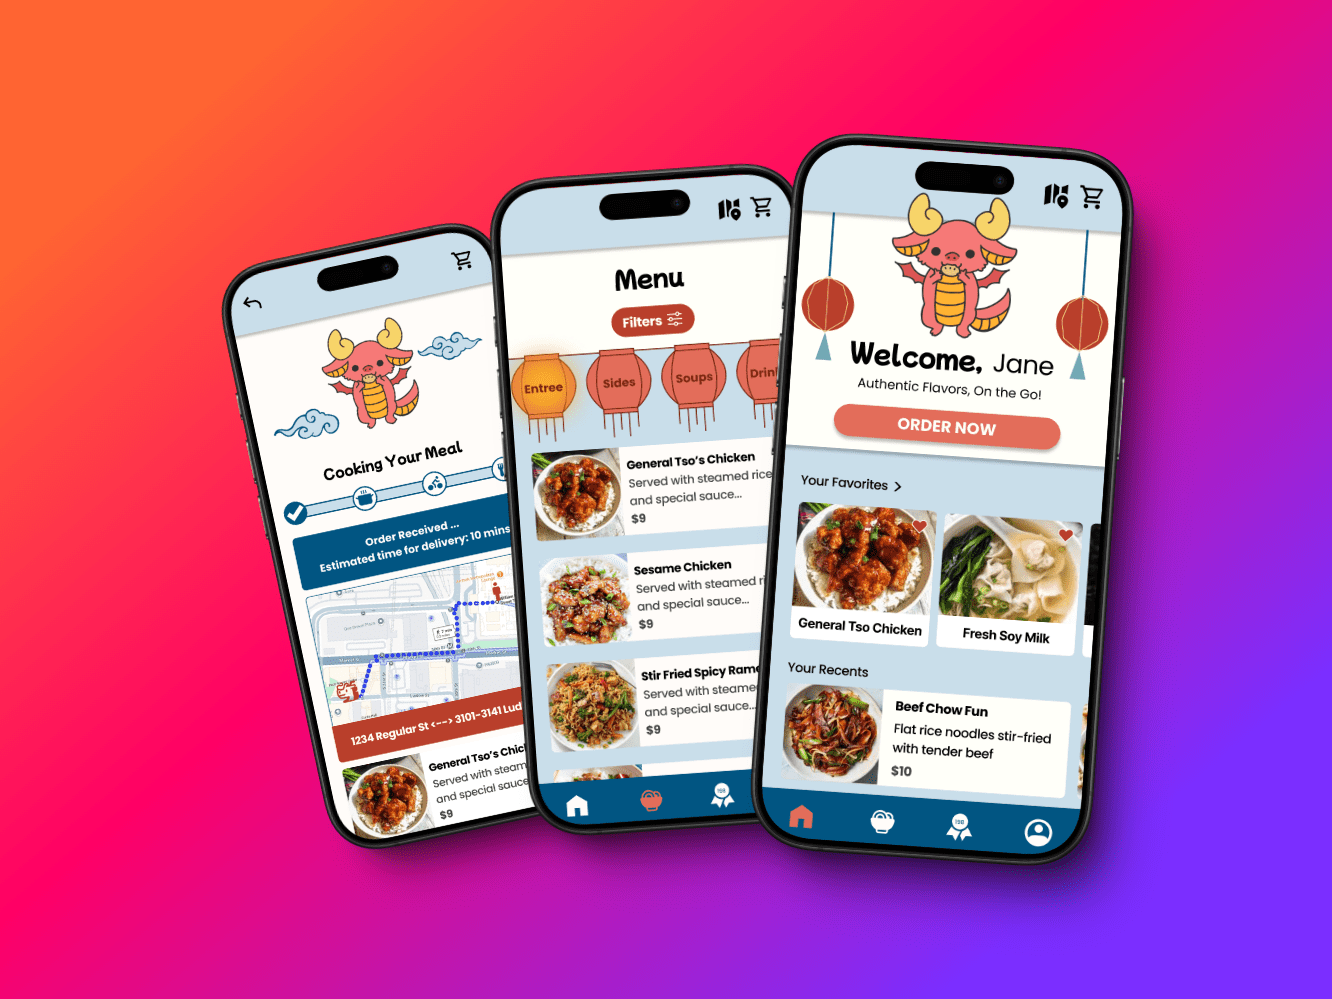 Cooking Your Meal
Order Received ...
Estimated time for delivery: 10 mins
1234 Regular St <--> 3101-3141 Lud
General Tso's Chic
Served with steam
and special sauce
$9
Menu
Filters
Entree
Sides
Soups
Drin
General Tso's Chicken
Served with steamed rice
and special sauce...
$9
Sesame Chicken
Served with steamed ri
and special sauce...
$9
Stir Fried Spicy Rame
Served with steame
and special sauce...
$9
198
Welcome, Jane
Authentic Flavors, On the Go!
ORDER NOW
Your Favorites >
General Tso Chicken
Fresh Soy Milk
Your Recents
Beef Chow Fun
Flat rice noodles stir-fried
with tender beef
$10
198